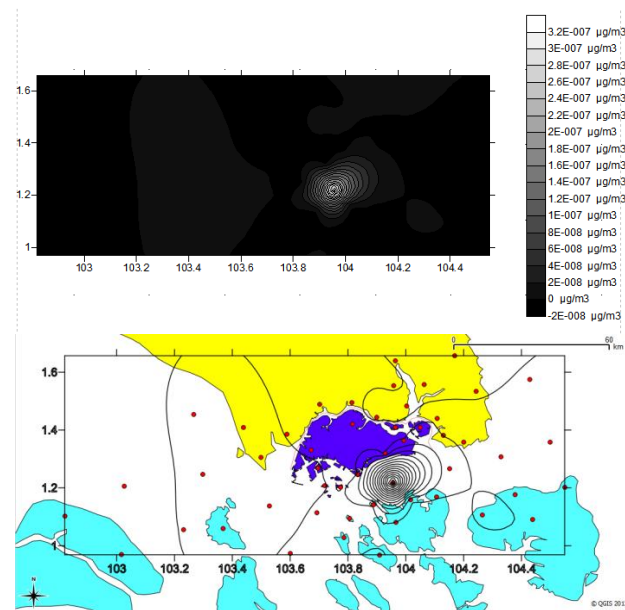 3.2E-007 µg/m3
3E-007 µg/m3
2.8E-007 µg/m3
2.6E-007 µg/m3
2.4E-007 µg/m3
2.2E-007 µg/m3
2E-007 µg/m3
1.8E-007 µg/m3
1.6E-007 µg/m3
1.4E-007 µg/m3
1.2E-007 µg/m3
1E-007 µg/m3
8E-008 µg/m3
6E-008 µg/m3
4E-008 µg/m3
2E-008 µg/m3
0 µg/m3
-2E-008 µg/m3
1.6
1.4
1.2
1
103 103.2 103.4 103.6 103.8 104 104.2 104.4
0 60
km
1.6
1.4
1.2
1
103 103.2 103.4 103.6 103.8 104 104.2 104.4
N
© QGIS 201